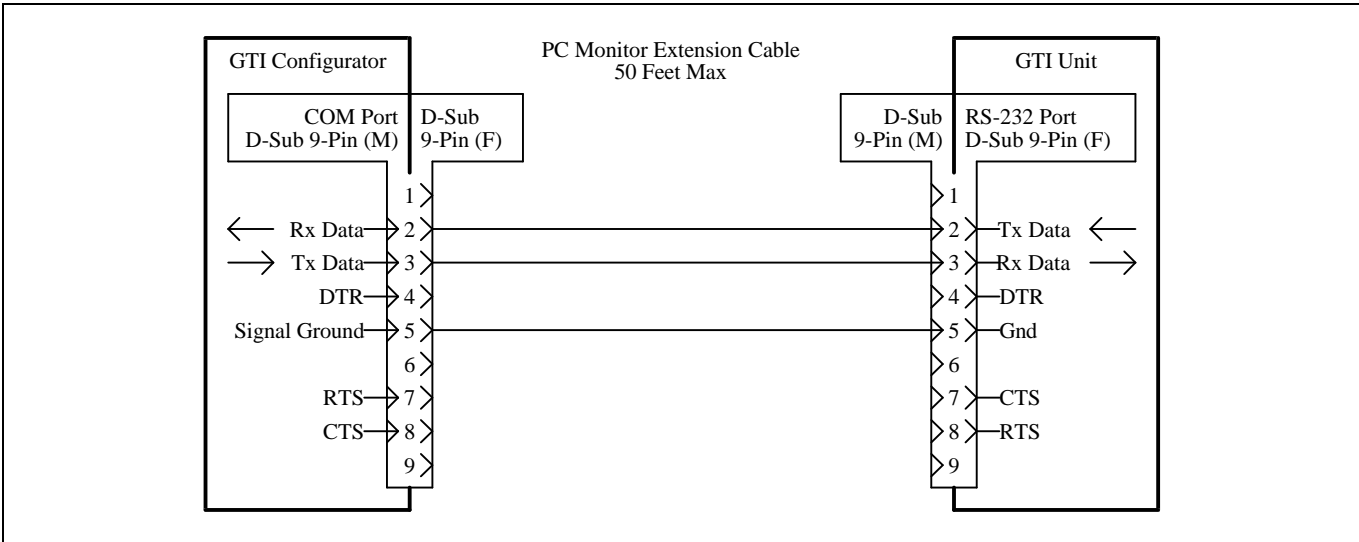 GTI Configurator
PC Monitor Extension Cable
50 Feet Max
GTI Unit
COM Port
D-Sub 9-Pin (M)
D-Sub
9-Pin (F)
D-Sub
9-Pin (M)
RS-232 Port
D-Sub 9-Pin (F)
1
1
Rx Data 2
2 Tx Data
Tx Data 3
3 Rx Data
DTR 4
4 DTR
Signal Ground 5
5 Gnd
6
6
RTS 7
7 CTS
CTS 8
8 RTS
9
9